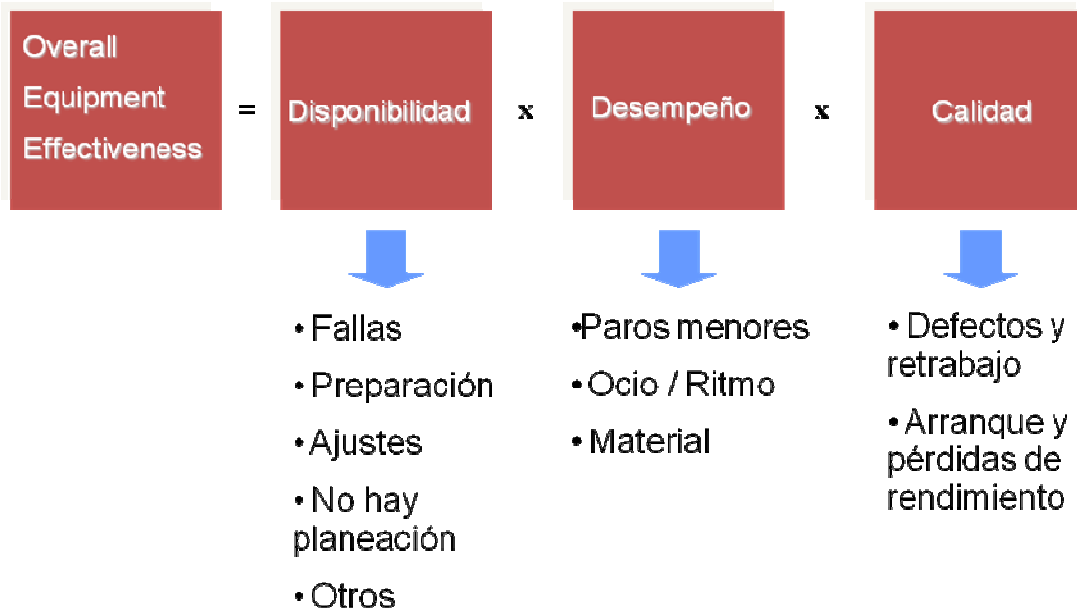 Overall
Equipment
Effectiveness
=
Disponibilidad
x
Desempeño
x
Calidad
• Fallas
• Preparación
• Ajustes
• No hay
planeación
• Otros
•Paros menores
• Ocio / Ritmo
• Material
• Defectos y
retrabajo
• Arranque y
pérdidas de
rendimiento